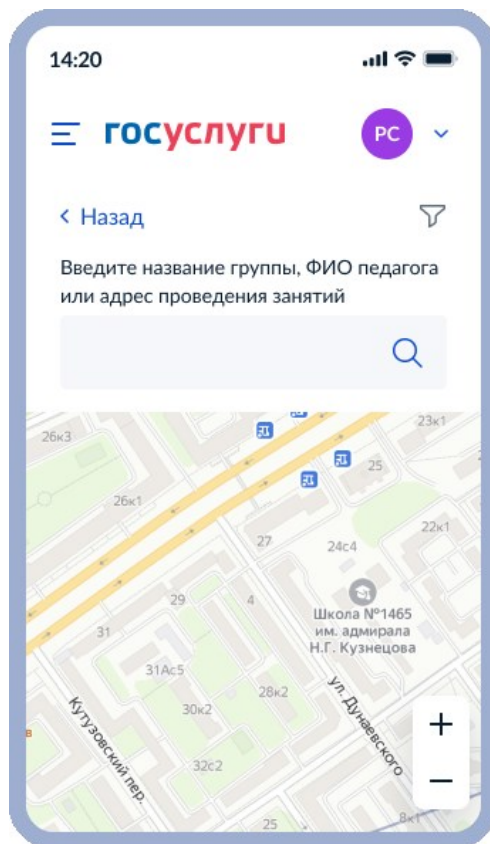 14:20
госуслуги
РС
Назад
Введите название группы, ФИО педагога
или адрес проведения занятий
26к3
23к1
25
26к1
22к1
27
24с4
29
4
Школа №1465
им. адмирала
Н.Г. Кузнецова
31
31Ас5
28к2
30к2
ул. Дунаевского
Кутузовский пер.
32с2
25
8к1